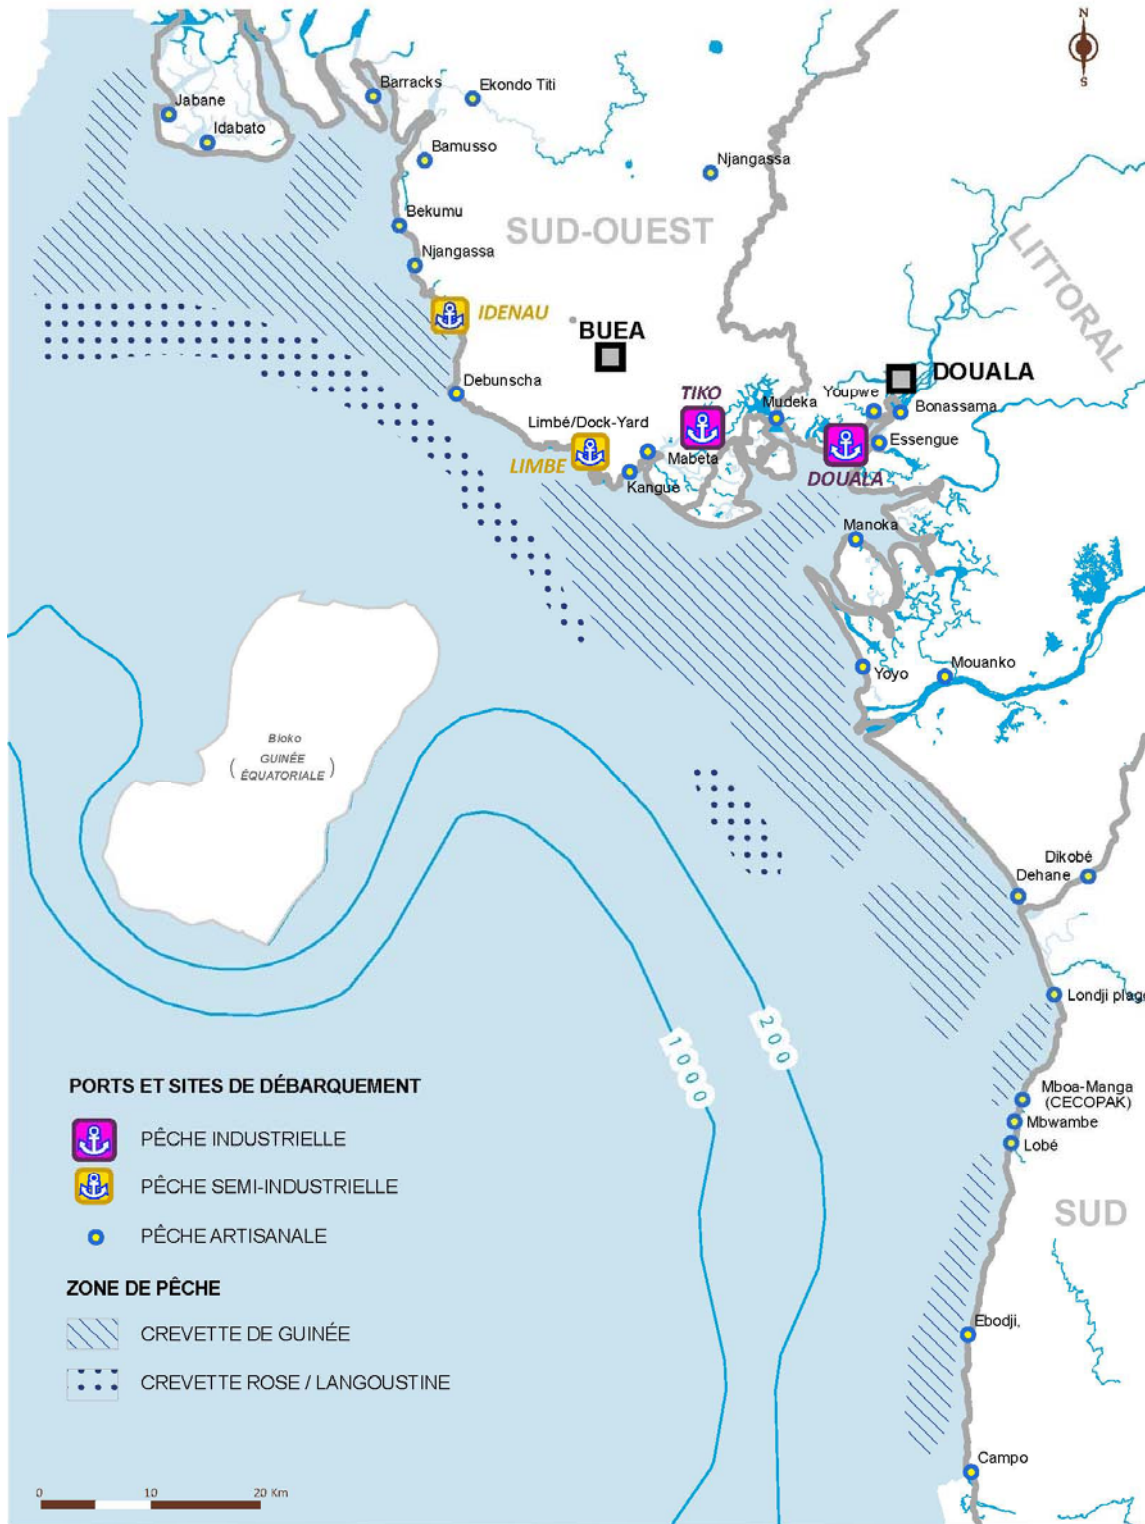 N
S
Barracks
Ekondo Titi
Jabane
Idabato
Bamusso
Njangassa
Bekumu
SUD-OUEST
Njangassa
LITTORAL
IDENAU
BUEA
DOUALA
Debunscha
TIKO
Mudeka
Youpwe
Bonassama
Limbé/Dock-Yard
Essengue
LIMBE
Mabeta
Kangue
DOUALA
Manoka
Yoyo
Mouanko
Bioko
( GUINÉE
ÉQUATORIALE )
Dikobé
Dehane
Londji plage
200
1000
PORTS ET SITES DE DÉBARQUEMENT
PÊCHE INDUSTRIELLE
PÊCHE SEMI-INDUSTRIELLE
PÊCHE ARTISANALE
Mboa-Manga
(CECOPAK)
Mbwambe
Lobé
SUD
ZONE DE PÊCHE
CREVETTE DE GUINÉE
CREVETTE ROSE / LANGOUSTINE
Ebodji,
Campo
0 10 20 Km